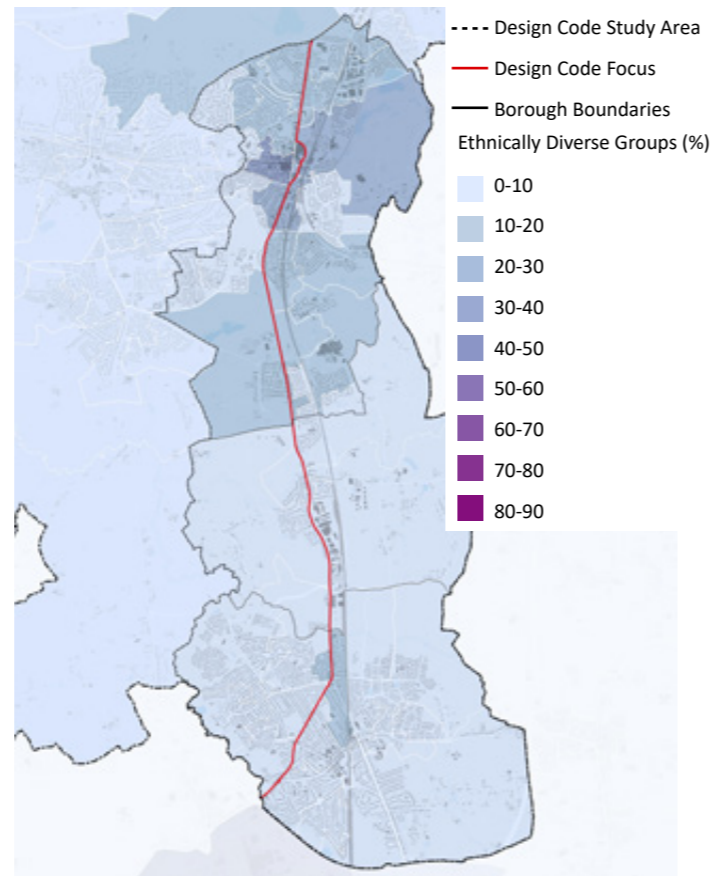 Design Code Study Area
Design Code Focus
Borough Boundaries
Ethnically Diverse Groups (%)
0-10
10-20
20-30
30-40
40-50
50-60
60-70
70-80
80-90